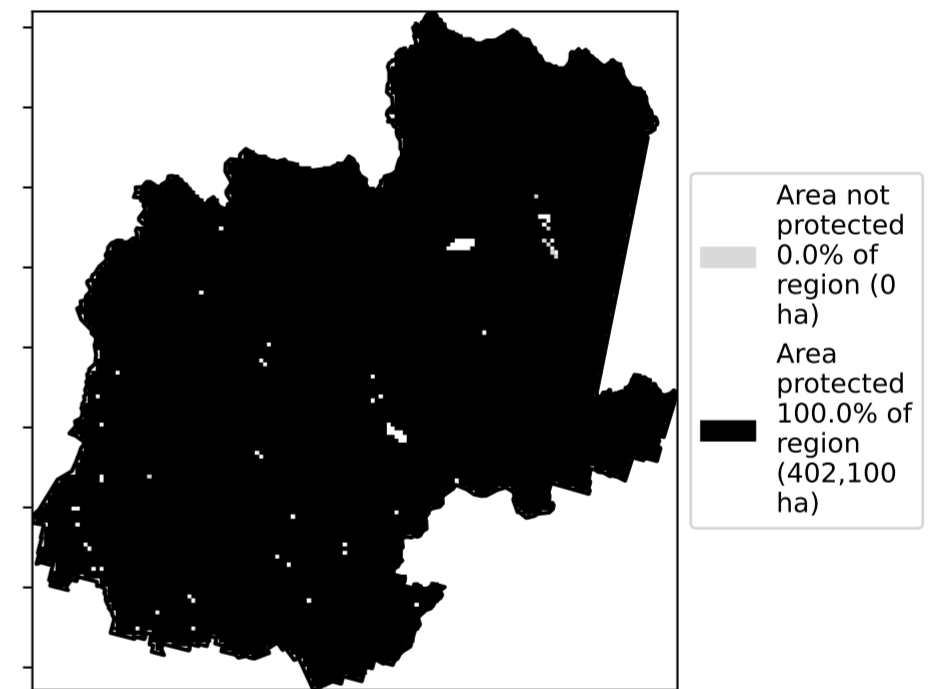 Area not
protected
0.0% of
region (0
ha)
Area
protected
100.0% of
region
(402,100
ha)